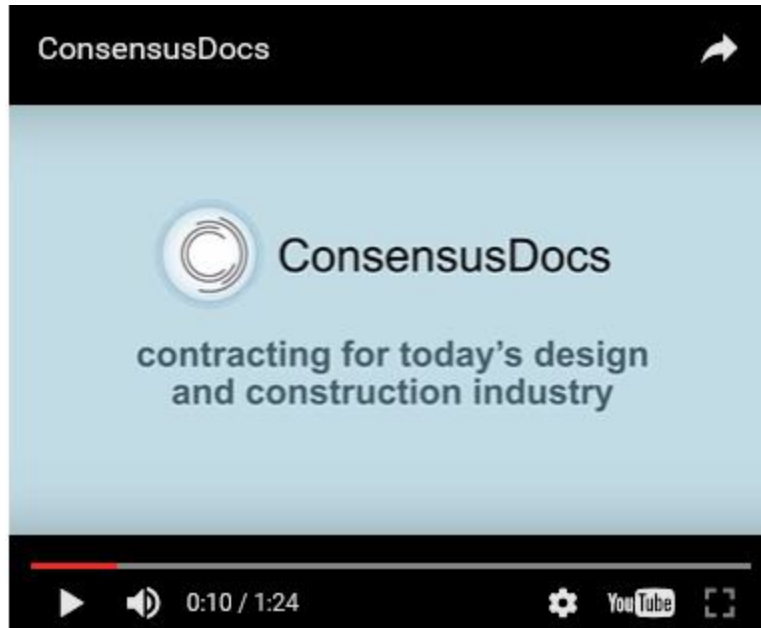 ConsensusDocs
ConsensusDocs
contracting for today's design
and construction industry
0:10 / 1:24 YouTube